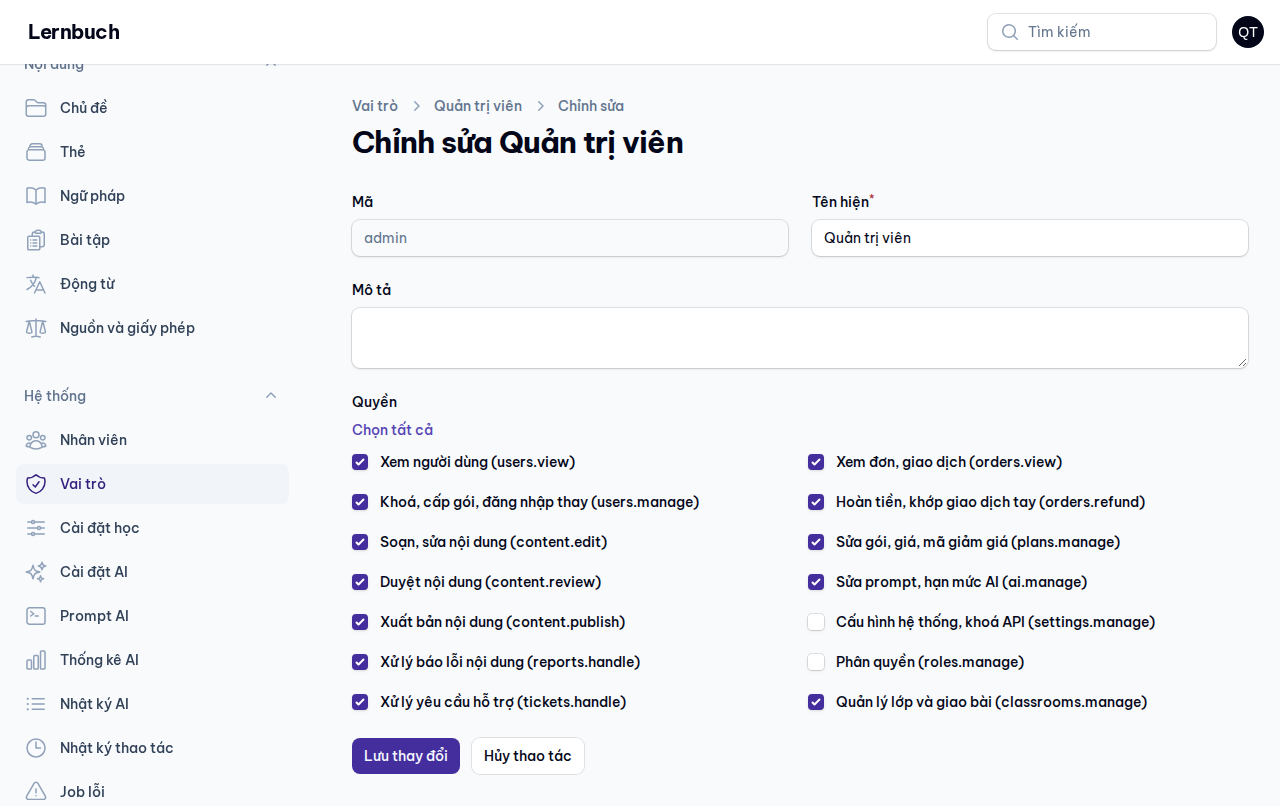 Lernbuch
Tìm kiếm
QT
Nội dung
Chủ đề
Thẻ
Ngữ pháp
Bài tập
Động từ
Nguồn và giấy phép
Hệ thống
Nhân viên
Vai trò
Cài đặt học
Cài đặt AI
Prompt AI
Thống kê AI
Nhật ký AI
Nhật ký thao tác
Job lỗi
Vai trò > Quản trị viên > Chỉnh sửa
Chỉnh sửa Quản trị viên
Mã
admin
Tên hiện*
Quản trị viên
Mô tả
Quyền
Chọn tất cả
Xem người dùng (users.view)
Khoá, cấp gói, đăng nhập thay (users.manage)
Soạn, sửa nội dung (content.edit)
Duyệt nội dung (content.review)
Xuất bản nội dung (content.publish)
Xử lý báo lỗi nội dung (reports.handle)
Xử lý yêu cầu hỗ trợ (tickets.handle)
Xem đơn, giao dịch (orders.view)
Hoàn tiền, khớp giao dịch tay (orders.refund)
Sửa gói, giá, mã giảm giá (plans.manage)
Sửa prompt, hạn mức AI (ai.manage)
Cấu hình hệ thống, khoá API (settings.manage)
Phân quyền (roles.manage)
Quản lý lớp và giao bài (classrooms.manage)
Lưu thay đổi
Hủy thao tác